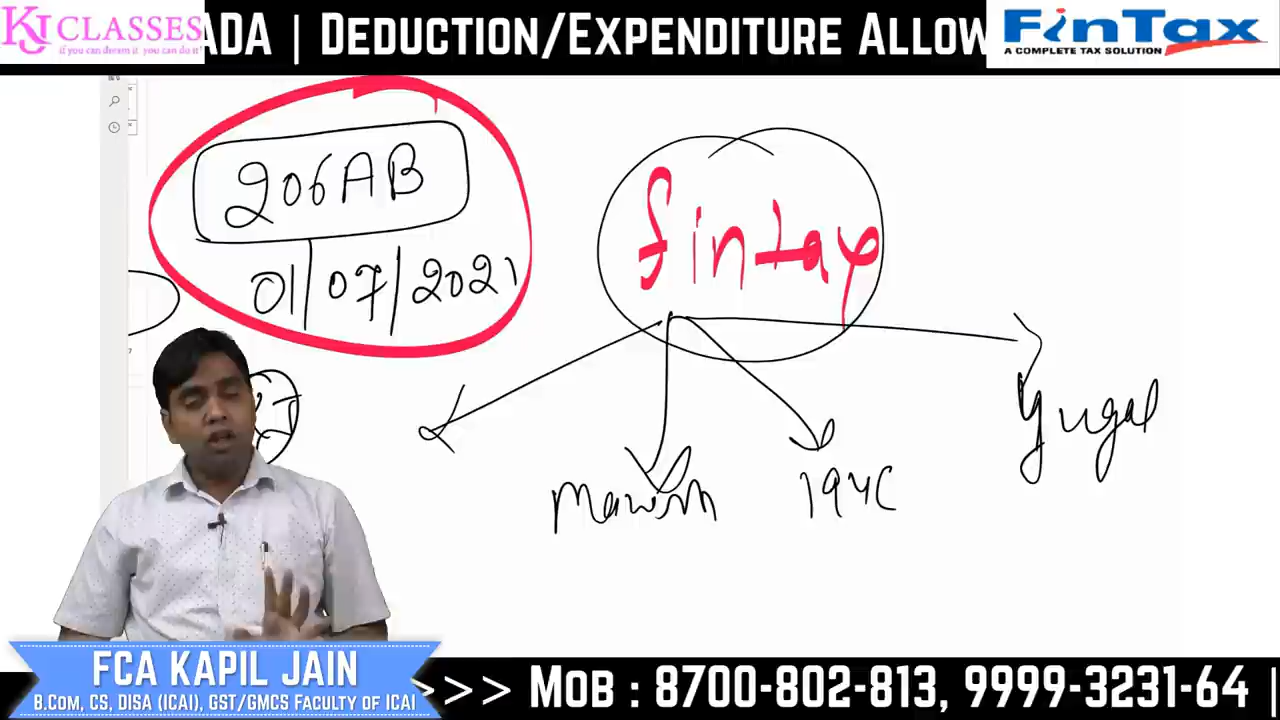 KJ CLASSES
if you can dream it you can do it
ADA | DEDUCTION/EXPENDITURE ALLOW
FinTax
A COMPLETE TAX SOLUTION
206AB
01/07/2021
fintax
Yugal
194C
FCA KAPIL JAIN
B.COM, CS, DISA (ICAI), GST/GMCS FACULTY OF ICAI
>>> MOB : 8700-802-813, 9999-3231-64 |